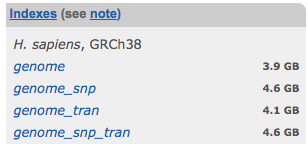 Indexes (see note)
H. sapiens, GRCh38
genome 3.9 GB
genome_snp 4.6 GB
genome_tran 4.1 GB
genome_snp_tran 4.6 GB